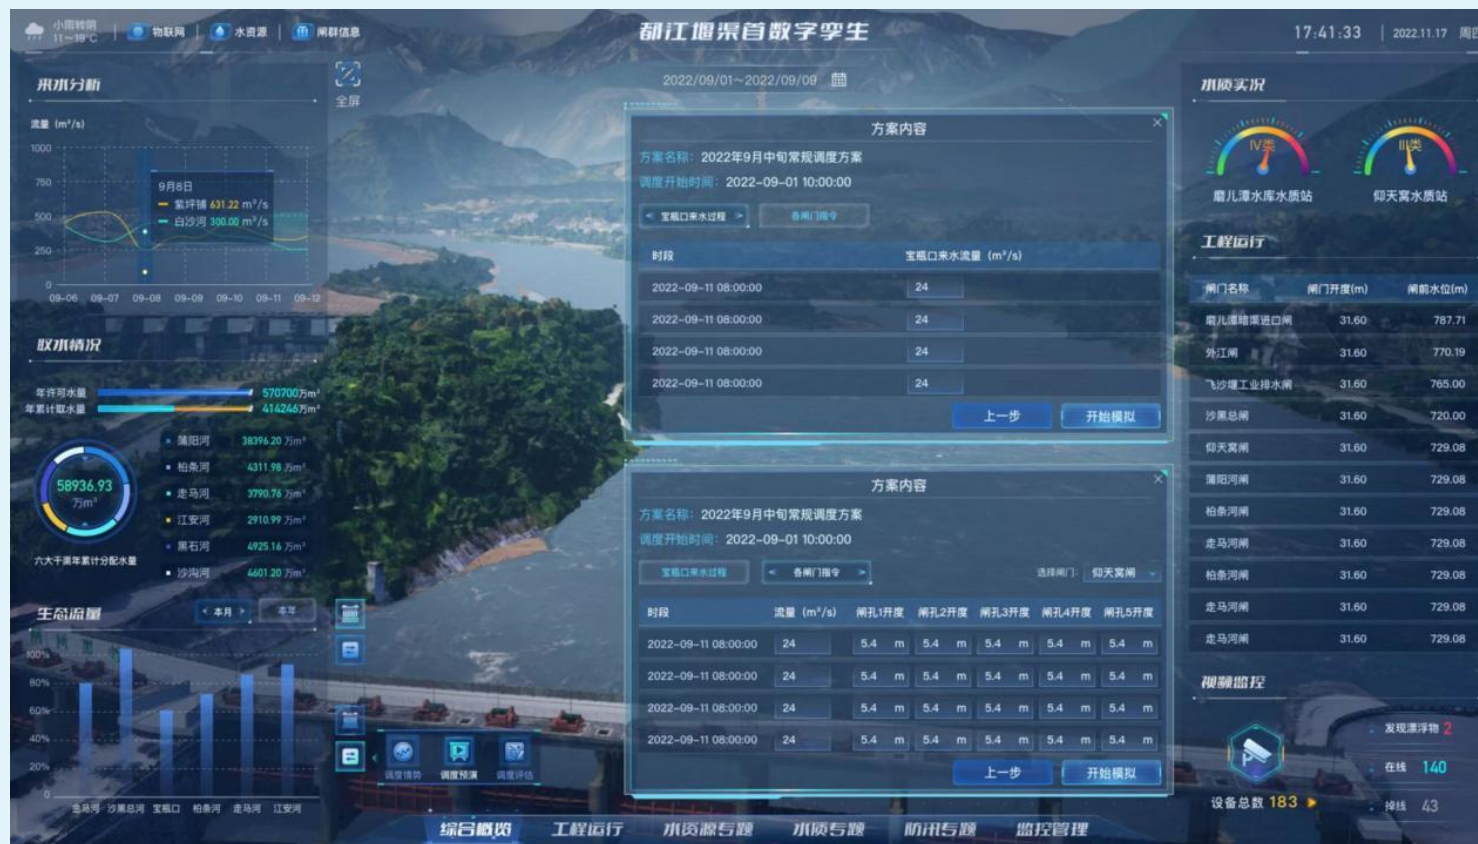 小雨转阴
11~19°C
物联网
水资源
闸群信息
都江堰渠首数字孪生
17:41:33
2022.11.17 周四
来水分析
流量 (m³/s)
1000
750
500
250
0
9月8日
紫坪铺 631.22 m³/s
白沙河 300.00 m³/s
09-06 09-07 09-08 09-09 09-10 09-11 09-12
全屏
取水情况
年许可水量 570700万m³
年累计取水量 414246万m³
58936.93
万m³
六大干渠年累计分配水量
蒲阳河 38396.20 万m³
柏条河 4311.98 万m³
走马河 3790.76 万m³
江安河 2910.99 万m³
黑石河 4925.16 万m³
沙沟河 4601.20 万m³
生态流量
本月 本年
100%
80%
60%
40%
20%
0
金马河 沙黑总河 宝瓶口 柏条河 走马河 江安河
调度情势 调度预演 调度评估
2022/09/01~2022/09/09
方案内容
方案名称: 2022年9月中旬常规调度方案
调度开始时间: 2022-09-01 10:00:00
< 宝瓶口来水过程 > 各闸门指令
时段 宝瓶口来水流量 (m³/s)
2022-09-11 08:00:00 24
2022-09-11 08:00:00 24
2022-09-11 08:00:00 24
2022-09-11 08:00:00 24
上一步 开始模拟
方案内容
方案名称: 2022年9月中旬常规调度方案
调度开始时间: 2022-09-01 10:00:00
宝瓶口来水过程 < 各闸门指令 > 选择闸门: 仰天窝闸
时段 流量 (m³/s) 闸孔1开度 闸孔2开度 闸孔3开度 闸孔4开度 闸孔5开度
2022-09-11 08:00:00 24 5.4 m 5.4 m 5.4 m 5.4 m 5.4 m
2022-09-11 08:00:00 24 5.4 m 5.4 m 5.4 m 5.4 m 5.4 m
2022-09-11 08:00:00 24 5.4 m 5.4 m 5.4 m 5.4 m 5.4 m
2022-09-11 08:00:00 24 5.4 m 5.4 m 5.4 m 5.4 m 5.4 m
上一步 开始模拟
水质实况
IV类
III类
磨儿潭水库水质站 仰天窝水质站
工程运行
闸门名称 闸门开度(m) 闸前水位(m)
磨儿潭暗渠进口闸 31.60 787.71
外江闸 31.60 770.19
飞沙堰工业排水闸 31.60 765.00
沙黑总闸 31.60 720.00
仰天窝闸 31.60 729.08
蒲阳河闸 31.60 729.08
柏条河闸 31.60 729.08
走马河闸 31.60 729.08
柏条河闸 31.60 729.08
走马河闸 31.60 729.08
走马河闸 31.60 729.08
视频监控
设备总数 183
发现漂浮物 2
在线 140
掉线 43
综合概览 工程运行 水资源专题 水质专题 防汛专题 监控管理